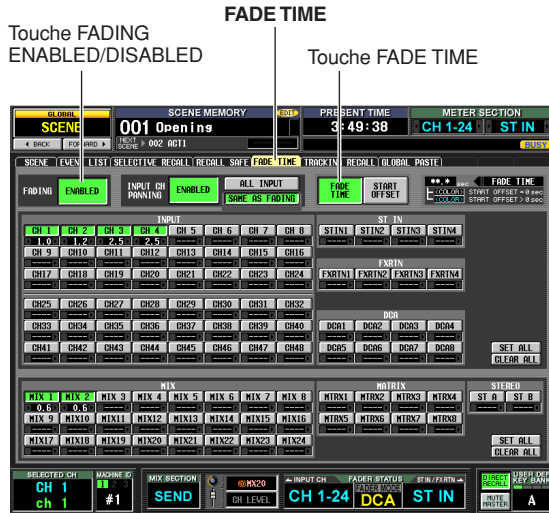 FADE TIME
Touche FADING
ENABLED/DISABLED
Touche FADE TIME
GLOBAL
SCENE
BACK FORWARD
SCENE MEMORY EDIT
001 Opening
NEXT SCENE 002 ACT1
PRESENT TIME
3:49:38
METER SECTION
CH 1-24 ST IN
BUSY
SCENE EVENT LIST SELECTIVE RECALL RECALL SAFE FADE TIME TRACKING RECALL GLOBAL PASTE
FADING ENABLED
INPUT CH PANNING ENABLED
ALL INPUT
SAME AS FADING
FADE TIME
START OFFSET
**.* sec FADE TIME
(COLOR) START OFFSET = 0 sec
(COLOR) START OFFSET > 0 sec
INPUT
CH 1 CH 2 CH 3 CH 4 CH 5 CH 6 CH 7 CH 8
1.0 1.2 2.5 2.5 ---- ---- ---- ----
CH 9 CH10 CH11 CH12 CH13 CH14 CH15 CH16
---- ---- ---- ---- ---- ---- ---- ----
CH17 CH18 CH19 CH20 CH21 CH22 CH23 CH24
---- ---- ---- ---- ---- ---- ---- ----
CH25 CH26 CH27 CH28 CH29 CH30 CH31 CH32
---- ---- ---- ---- ---- ---- ---- ----
CH33 CH34 CH35 CH36 CH37 CH38 CH39 CH40
---- ---- ---- ---- ---- ---- ---- ----
CH41 CH42 CH43 CH44 CH45 CH46 CH47 CH48
---- ---- ---- ---- ---- ---- ---- ----
ST IN
STIN1 STIN2 STIN3 STIN4
---- ---- ---- ----
FXRTN
FXRTN1 FXRTN2 FXRTN3 FXRTN4
---- ---- ---- ----
DCA
DCA1 DCA2 DCA3 DCA4
---- ---- ---- ----
DCA5 DCA6 DCA7 DCA8
---- ---- ---- ----
SET ALL
CLEAR ALL
MIX
MIX 1 MIX 2 MIX 3 MIX 4 MIX 5 MIX 6 MIX 7 MIX 8
0.6 0.6 ---- ---- ---- ---- ---- ----
MIX 9 MIX10 MIX11 MIX12 MIX13 MIX14 MIX15 MIX16
---- ---- ---- ---- ---- ---- ---- ----
MIX17 MIX18 MIX19 MIX20 MIX21 MIX22 MIX23 MIX24
---- ---- ---- ---- ---- ---- ---- ----
MATRIX
MTRX1 MTRX2 MTRX3 MTRX4
---- ---- ---- ----
MTRX5 MTRX6 MTRX7 MTRX8
---- ---- ---- ----
STEREO
ST A ST B
---- ----
SET ALL
CLEAR ALL
SELECTED CH
CH 1
ch 1
MACHINE ID
1 2 3
#1
MIX SECTION
SEND
MIX20
CH LEVEL
INPUT CH FADER STATUS ST IN / FXRTN
CH 1-24
FADER MODE
DCA
ST IN
DIRECT RECALL
MUTE MASTER
USER DEF
KEY BANK
A